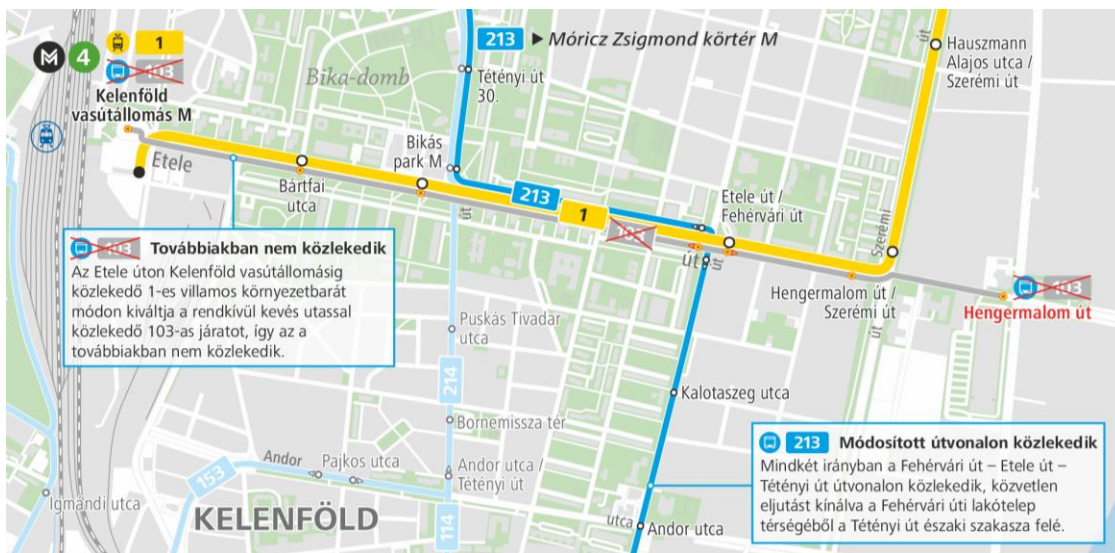 M 4 1
103
Kelenföld
vasútállomás M
Etele
Bika-domb
213 ▶ Móricz Zsigmond körtér M
Tétényi út
30.
Bikás
park M
Bártfai
utca
út
213
1
Etele út /
Fehérvári út
út
út
út
Hauszmann
Alajos utca /
Szerémi út
Szerémi
út
Hengermalom út /
Szerémi út
103
Hengermalom út
103 Továbbiakban nem közlekedik
Az Etele úton Kelenföld vasútállomásig
közlekedő 1-es villamos környezetbarát
módon kiváltja a rendkívül kevés utassal
közlekedő 103-as járatot, így az a
továbbiakban nem közlekedik.
Puskás Tivadar
utca
214
Bornemissza tér
Andor utca /
Tétényi út
114
Andor
Pajkos utca
153
Igmándi utca
KELENFÖLD
Kalotaszeg utca
utca
Andor utca
213 Módosított útvonalon közlekedik
Mindkét irányban a Fehérvári út – Etele út –
Tétényi út útvonalon közlekedik, közvetlen
eljutást kínálva a Fehérvári úti lakótelep
térségéből a Tétényi út északi szakasza felé.